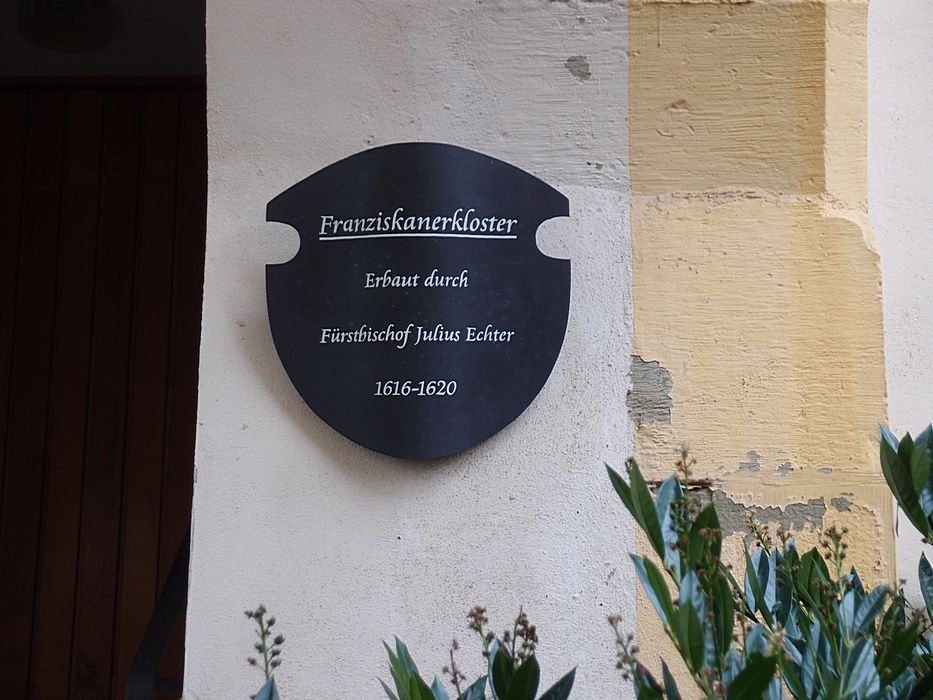 Franziskanerkloster
Erbaut durch
Fürstbischof Julius Echter
1616-1620